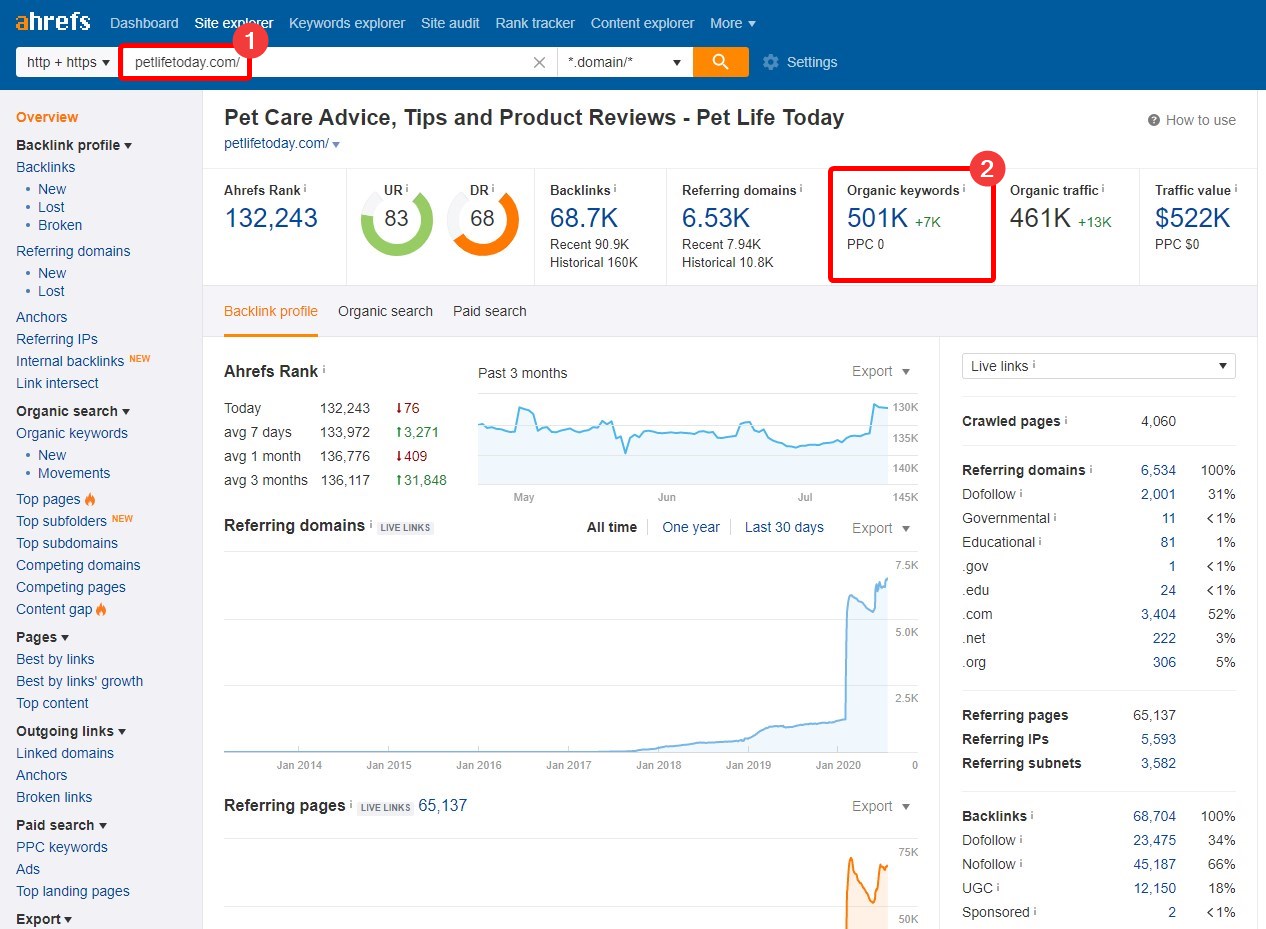 ahrefs Dashboard Site explorer Keywords explorer Site audit Rank tracker Content explorer More
1
http + https petlifetoday.com/ *.domain/* Settings
Overview
Backlink profile
Backlinks
New
Lost
Broken
Referring domains
New
Lost
Anchors
Referring IPs
Internal backlinks NEW
Link intersect
Organic search
Organic keywords
New
Movements
Top pages
Top subfolders NEW
Top subdomains
Competing domains
Competing pages
Content gap
Pages
Best by links
Best by links' growth
Top content
Outgoing links
Linked domains
Anchors
Broken links
Paid search
PPC keywords
Ads
Top landing pages
Export
Pet Care Advice, Tips and Product Reviews - Pet Life Today
How to use
petlifetoday.com/
2
Ahrefs Rank
132,243
UR
83
DR
68
Backlinks
68.7K
Recent 90.9K
Historical 160K
Referring domains
6.53K
Recent 7.94K
Historical 10.8K
Organic keywords
501K +7K
PPC 0
Organic traffic
461K +13K
Traffic value
$522K
PPC $0
Backlink profile Organic search Paid search
Ahrefs Rank
Past 3 months
Export
Today 132,243 ↓76
avg 7 days 133,972 ↑3,271
avg 1 month 136,776 ↓409
avg 3 months 136,117 ↑31,848
130K
135K
140K
145K
May Jun Jul
Referring domains LIVE LINKS
All time One year Last 30 days
Export
7.5K
5.0K
2.5K
0
Jan 2014 Jan 2015 Jan 2016 Jan 2017 Jan 2018 Jan 2019 Jan 2020
Referring pages LIVE LINKS 65,137
Export
75K
50K
Live links
Crawled pages 4,060
Referring domains 6,534 100%
Dofollow 2,001 31%
Governmental 11 <1%
Educational 81 1%
.gov 1 <1%
.edu 24 <1%
.com 3,404 52%
.net 222 3%
.org 306 5%
Referring pages 65,137
Referring IPs 5,593
Referring subnets 3,582
Backlinks 68,704 100%
Dofollow 23,475 34%
Nofollow 45,187 66%
UGC 12,150 18%
Sponsored 2 <1%